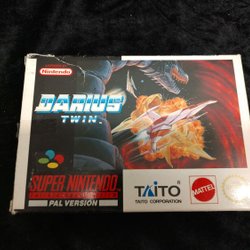 Nintendo
DARIUS
TWIN
SUPER NINTENDO
PAL VERSION
TAITO
TAITO CORPORATION
MATTEL